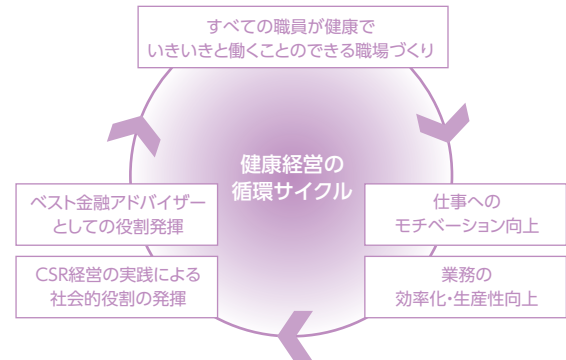 すべての職員が健康で
いきいきと働くことのできる職場づくり
健康経営の
循環サイクル
ベスト金融アドバイザー
としての役割発揮
仕事への
モチベーション向上
CSR経営の実践による
社会的役割の発揮
業務の
効率化・生産性向上